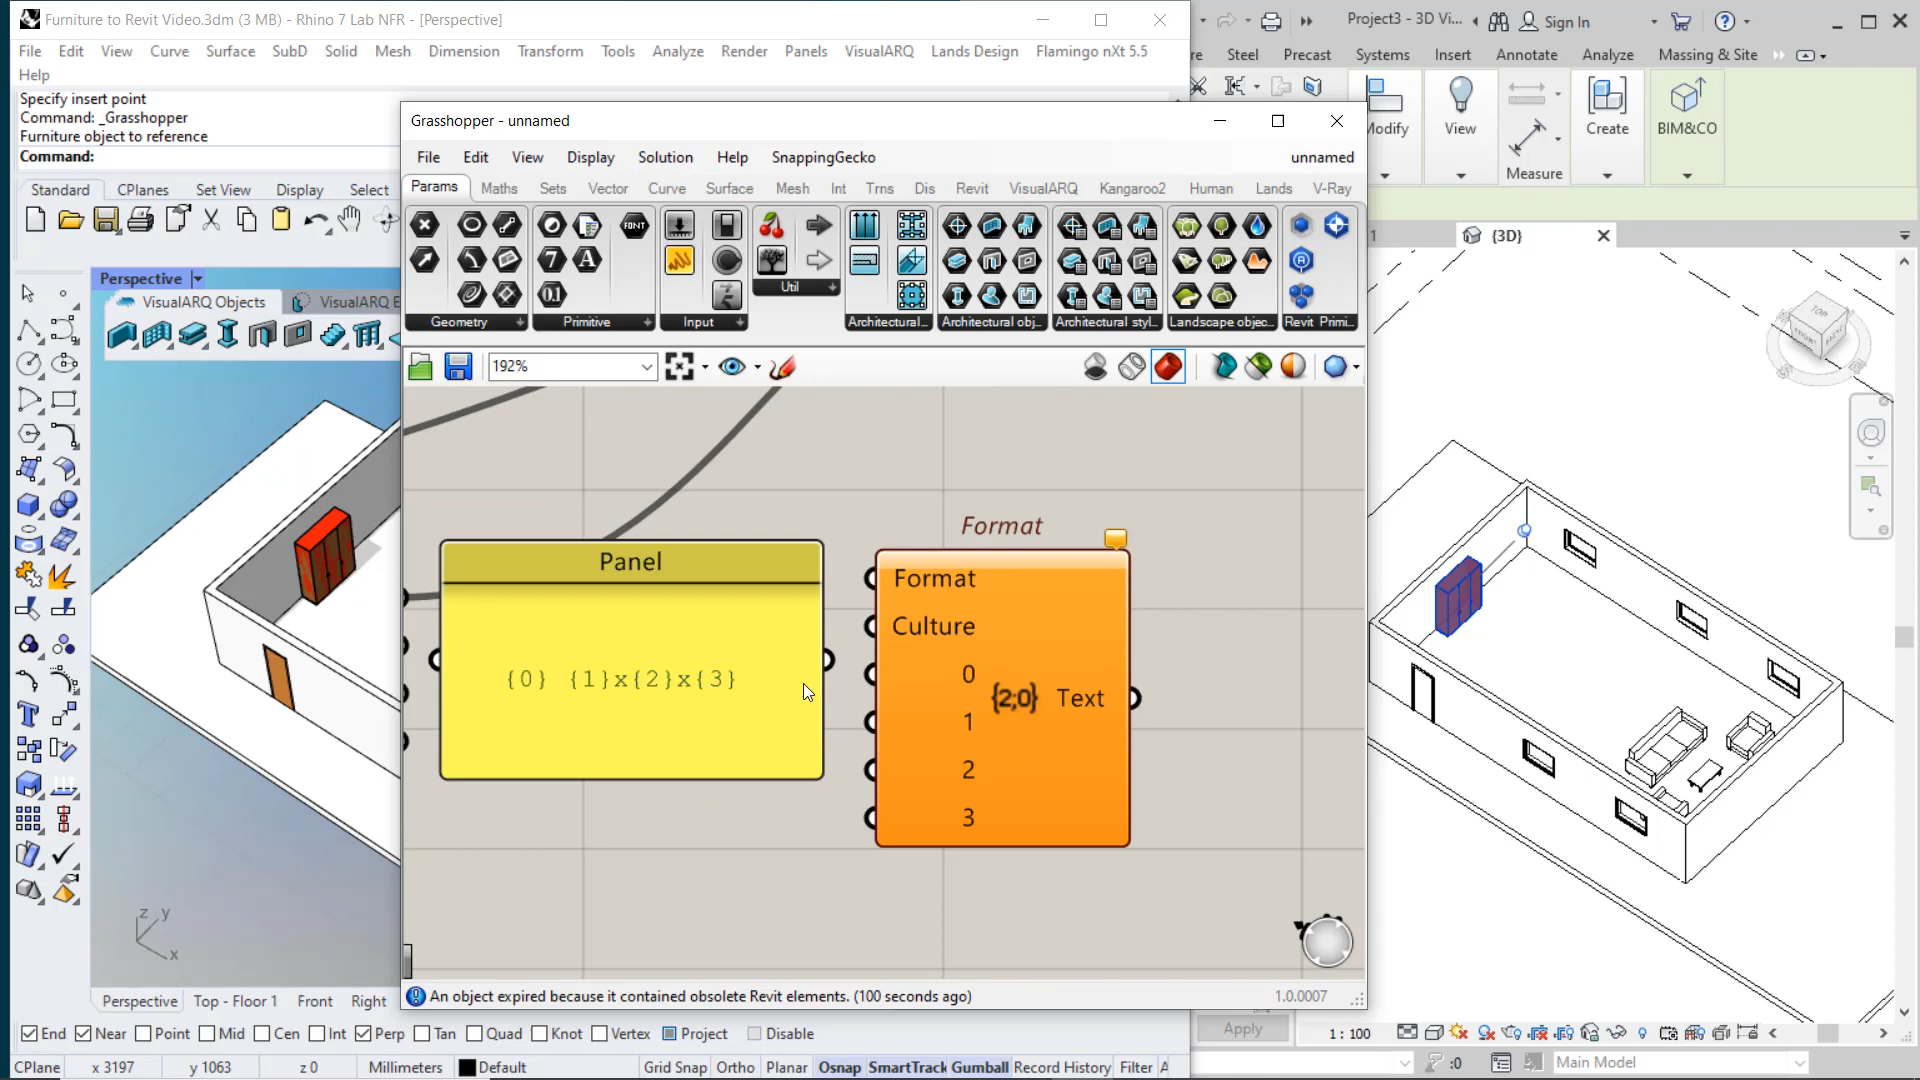 Furniture to Revit Video.3dm (3 MB) - Rhino 7 Lab NFR - [Perspective]
File Edit View Curve Surface SubD Solid Mesh Dimension Transform Tools Analyze Render Panels VisualARQ Lands Design Flamingo nXt 5.5
Help
Specify insert point
Command: _Grasshopper
Furniture object to reference
Command:
Standard CPlanes Set View Display Select
Perspective
VisualARQ Objects VisualARQ E
Grasshopper - unnamed
File Edit View Display Solution Help SnappingGecko unnamed
Params Maths Sets Vector Curve Surface Mesh Int Trns Dis Revit VisualARQ Kangaroo2 Human Lands V-Ray
FONT
7 A
0.1
Geometry Primitive Input Util Architectural... Architectural obj... Architectural styl... Landscape objec... Revit Primi...
192%
Panel
{0} {1}x{2}x{3}
Format
Format
Culture
0
{2;0} Text
1
2
3
An object expired because it contained obsolete Revit elements. (100 seconds ago) 1.0.0007
z y
x
Perspective Top - Floor 1 Front Right
End Near Point Mid Cen Int Perp Tan Quad Knot Vertex Project Disable
CPlane x 3197 y 1063 z 0 Millimeters Default Grid Snap Ortho Planar Osnap SmartTrack Gumball Record History Filter A
Project3 - 3D Vi... Sign In
re Steel Precast Systems Insert Annotate Analyze Massing & Site
Modify View Measure Create BIM&CO
1 {3D}
TOP
FRONT
Apply 1 : 100
:0 Main Model